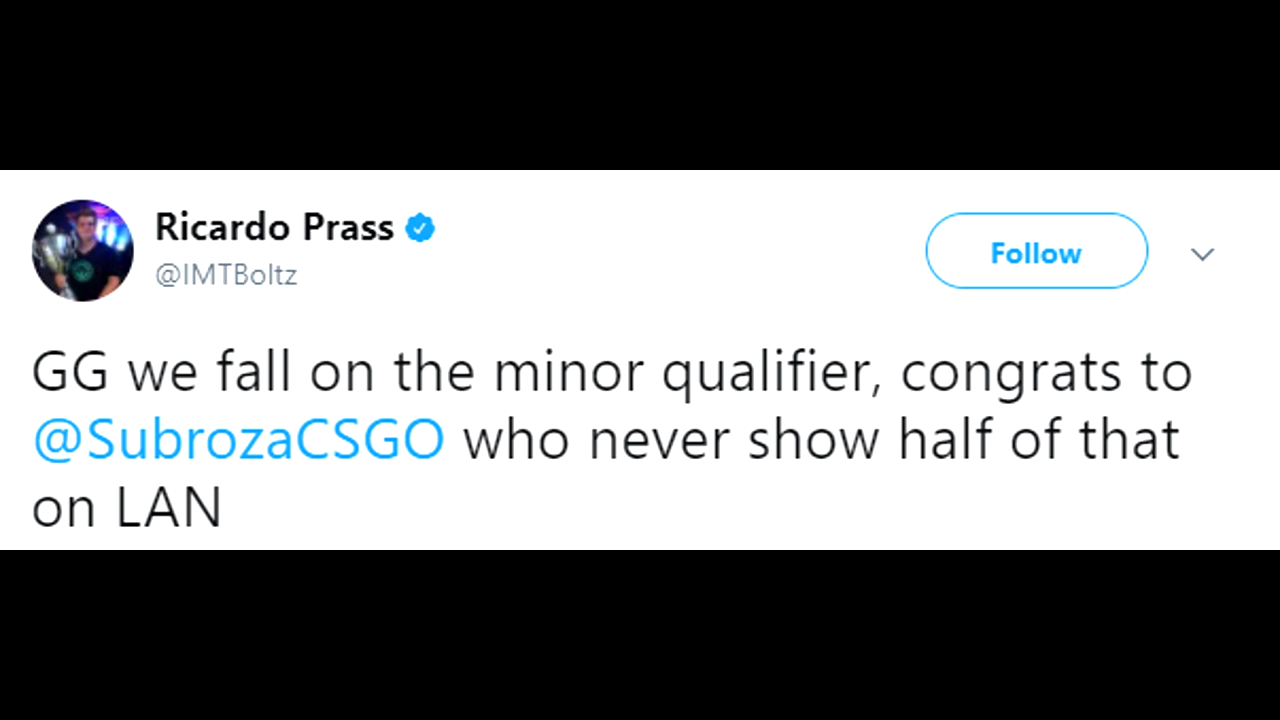 Ricardo Prass
@IMTBoltz
Follow
GG we fall on the minor qualifier, congrats to
@SubrozaCSGO who never show half of that
on LAN